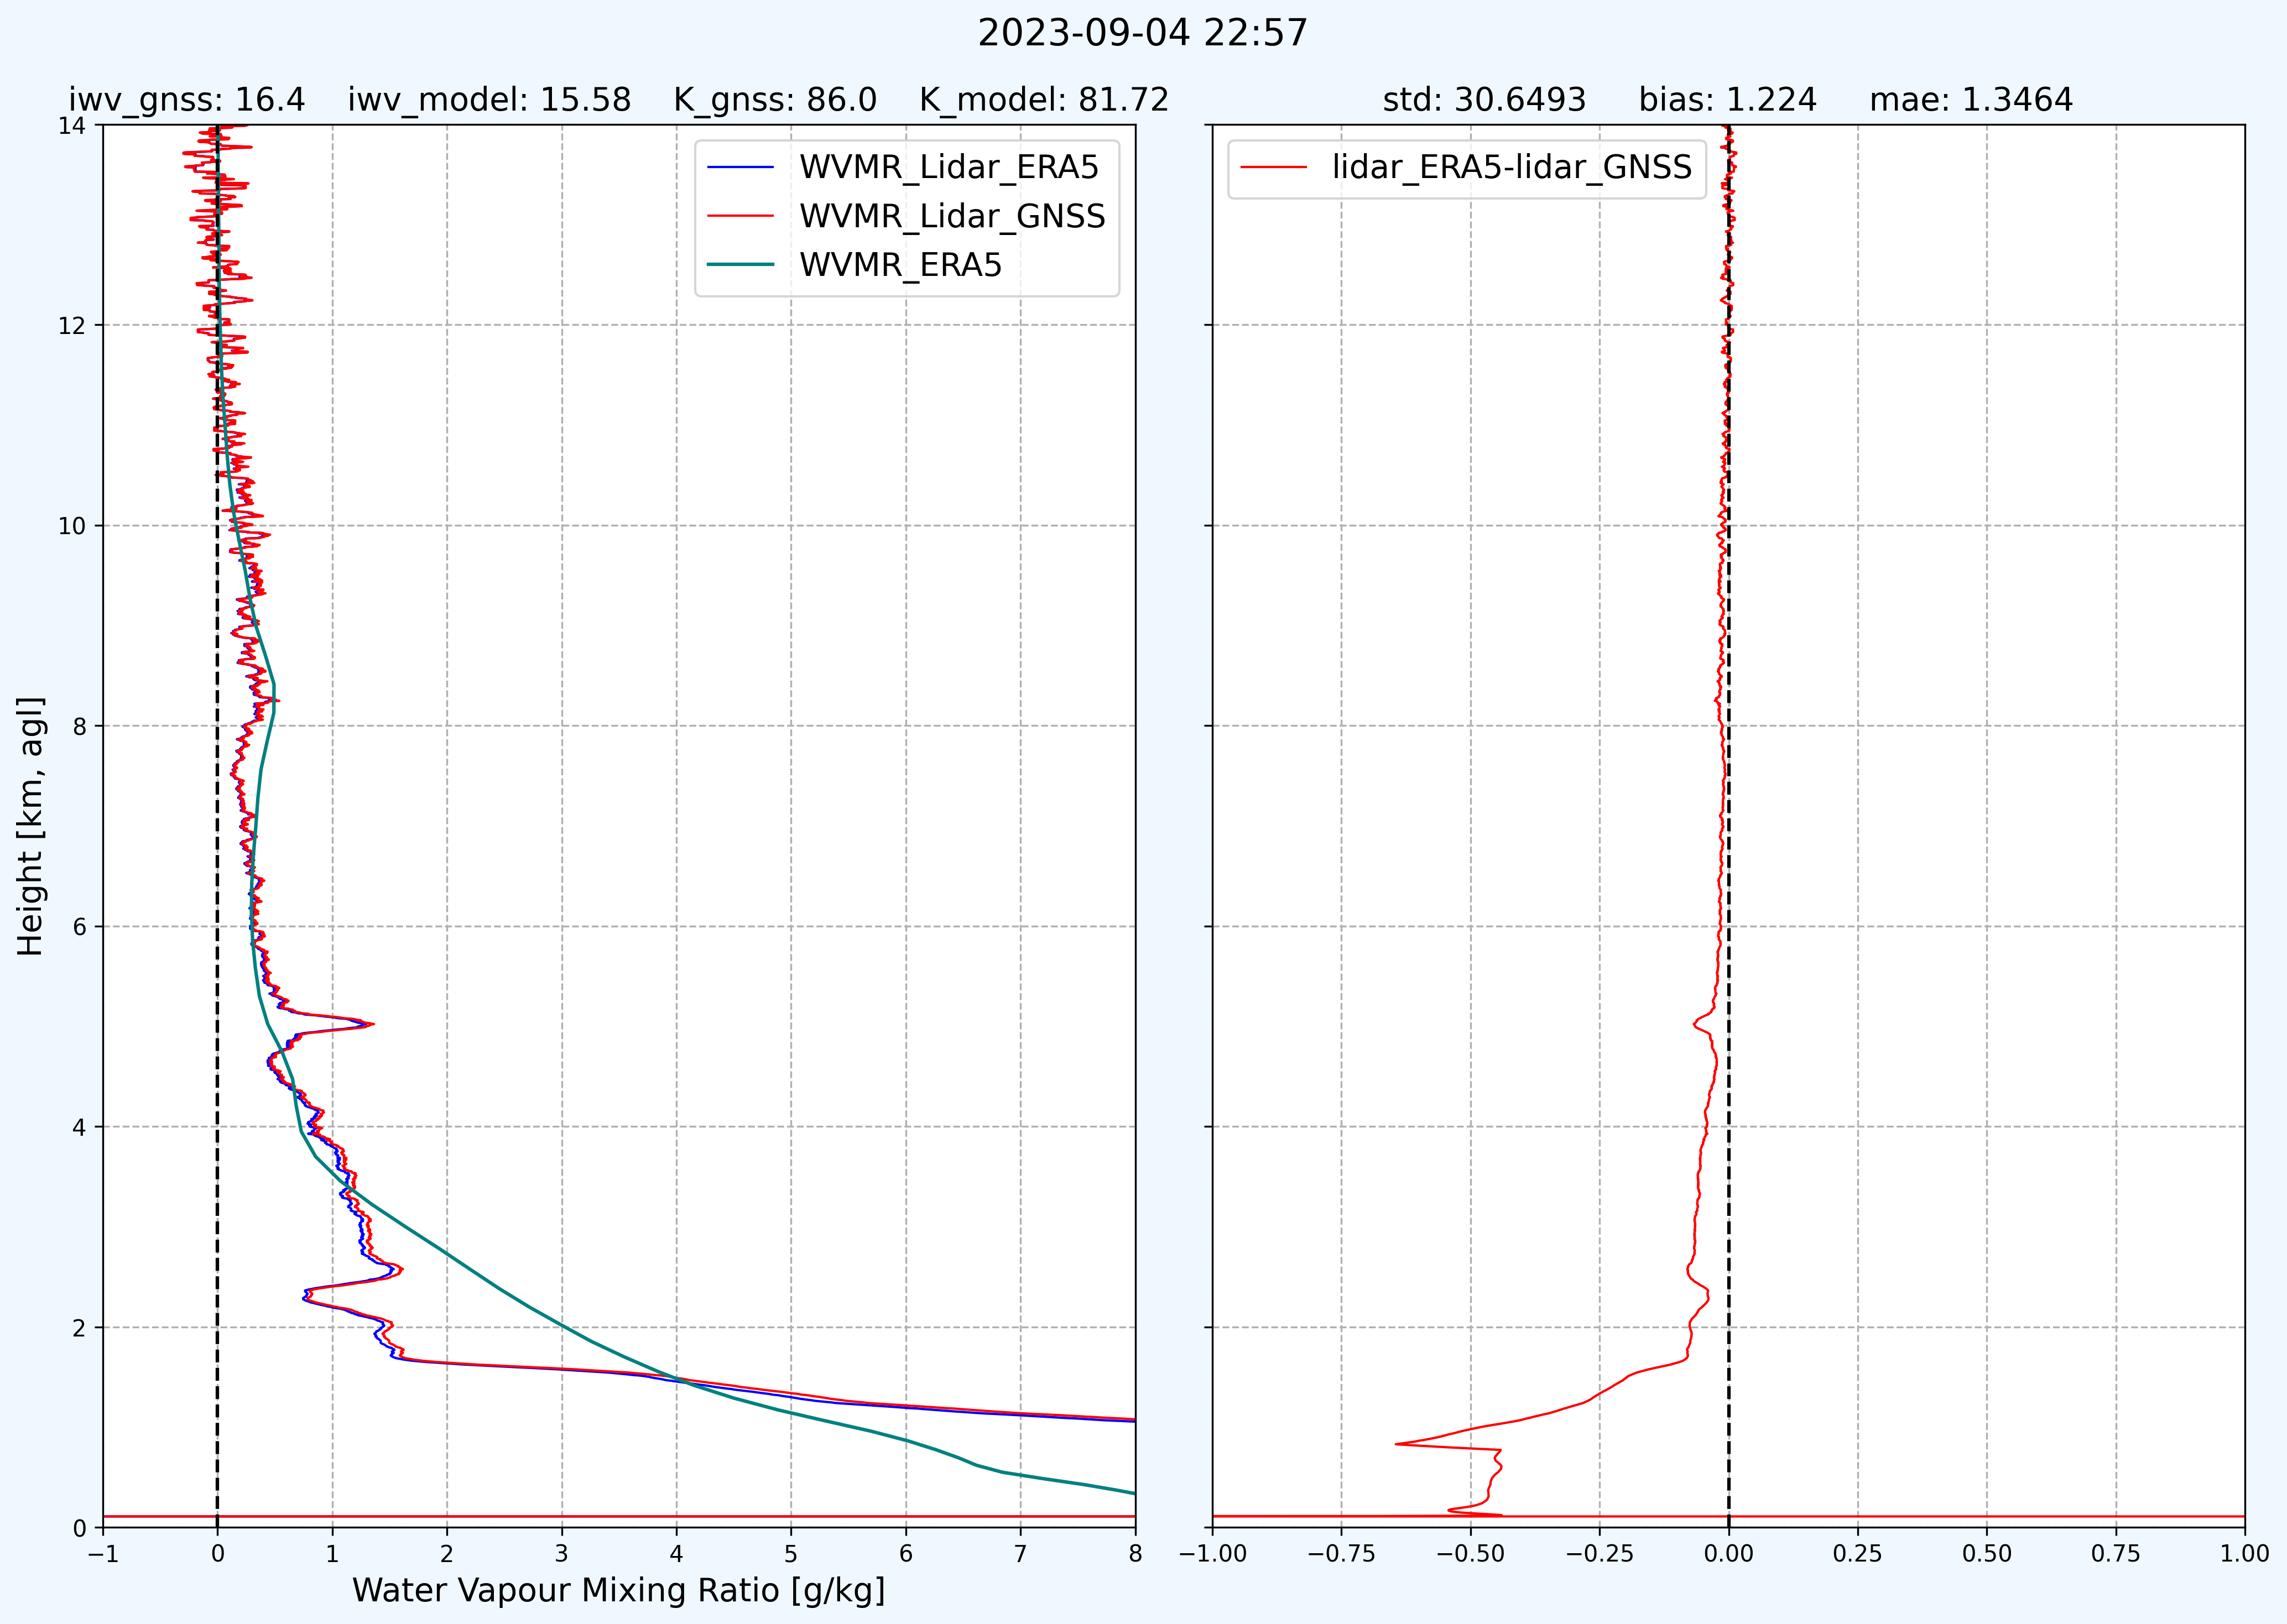 2023-09-04 22:57
iwv_gnss: 16.4 iwv_model: 15.58 K_gnss: 86.0 K_model: 81.72
std: 30.6493 bias: 1.224 mae: 1.3464
WVMR_Lidar_ERA5
WVMR_Lidar_GNSS
WVMR_ERA5
lidar_ERA5-lidar_GNSS
Height [km, agl]
14
12
10
8
6
4
2
0
−1 0 1 2 3 4 5 6 7 8
Water Vapour Mixing Ratio [g/kg]
−1.00 −0.75 −0.50 −0.25 0.00 0.25 0.50 0.75 1.00